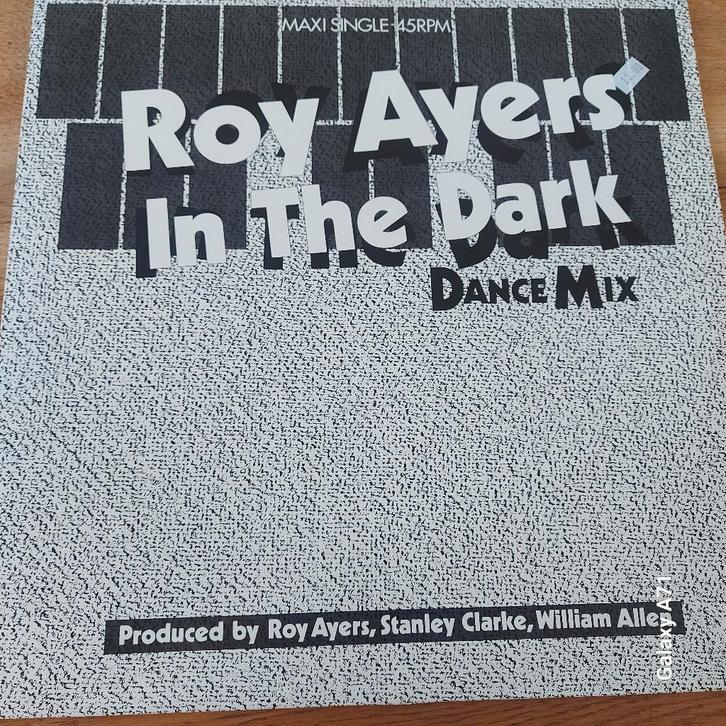 MAXI SINGLE-45RPM
Roy Ayers
In The Dark
DANCE MIX
Produced by Roy Ayers, Stanley Clarke, William Allen
Galaxy A71